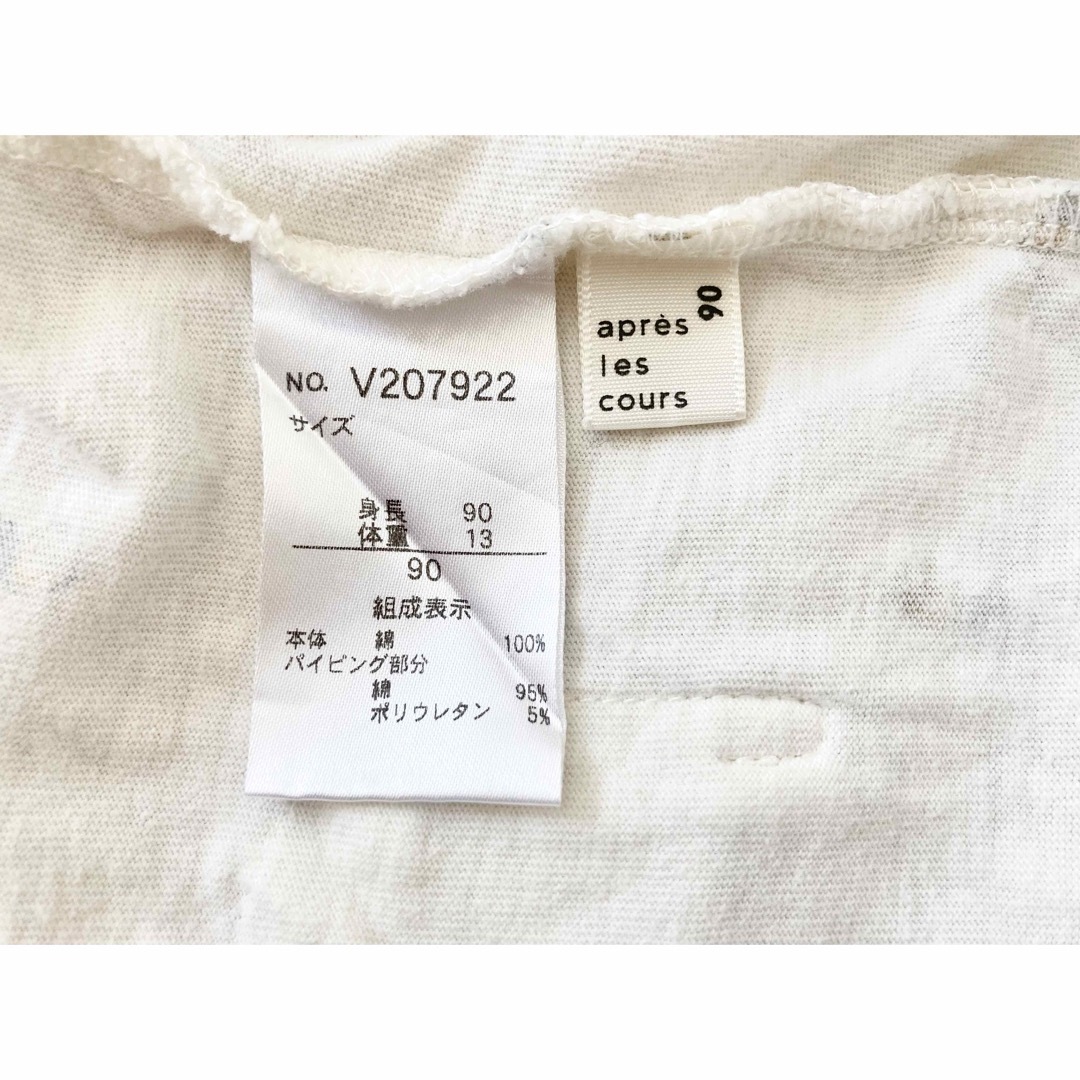 NO. V207922
サイズ
身長 90
体重 13
90
組成表示
本体 綿 100%
パイピング部分
綿 95%
ポリウレタン 5%
après
les
cours
90